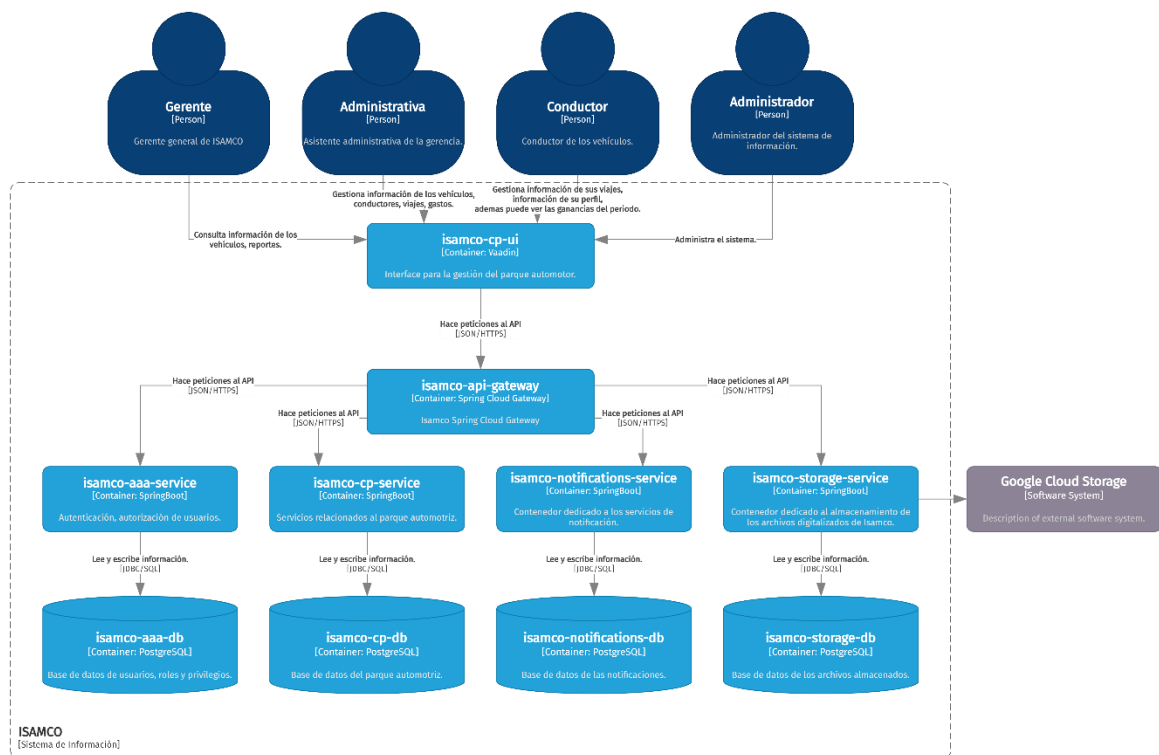 Gerente
[Person]
Gerente general de ISAMCO
Administrativa
[Person]
Asistente administrativa de la gerencia.
Conductor
[Person]
Conductor de los vehículos.
Administrador
[Person]
Administrador del sistema de
información.
Gestiona información de los vehículos,
conductores, viajes, gastos.
Gestiona información de sus viajes,
información de su perfil,
ademas puede ver las ganancias del periodo.
Consulta información de los
vehículos, reportes.
Administra el sistema.
isamco-cp-ui
[Container: Vaadin]
Interface para la gestión del parque automotor.
Hace peticiones al API
[JSON/HTTPS]
isamco-api-gateway
[Container: Spring Cloud Gateway]
Isamco Spring Cloud Gateway
Hace peticiones al API
[JSON/HTTPS]
Hace peticiones al API
[JSON/HTTPS]
Hace peticiones al API
[JSON/HTTPS]
Hace peticiones al API
[JSON/HTTPS]
isamco-aaa-service
[Container: SpringBoot]
Autenticación, autorización de usuarios.
isamco-cp-service
[Container: SpringBoot]
Servicios relacionados al parque automotriz.
isamco-notifications-service
[Container: SpringBoot]
Contenedor dedicado a los servicios de
notificación.
isamco-storage-service
[Container: SpringBoot]
Contenedor dedicado al almacenamiento de
los archivos digitalizados de Isamco.
Google Cloud Storage
[Software System]
Description of external software system.
Lee y escribe información.
[JDBC/SQL]
Lee y escribe información.
[JDBC/SQL]
Lee y escribe información.
[JDBC/SQL]
Lee y escribe información.
[JDBC/SQL]
isamco-aaa-db
[Container: PostgreSQL]
Base de datos de usuarios, roles y privilegios.
isamco-cp-db
[Container: PostgreSQL]
Base de datos del parque automotriz.
isamco-notifications-db
[Container: PostgreSQL]
Base de datos de las notificaciones.
isamco-storage-db
[Container: PostgreSQL]
Base de datos de los archivos almacenados.
ISAMCO
[Sistema de Información]